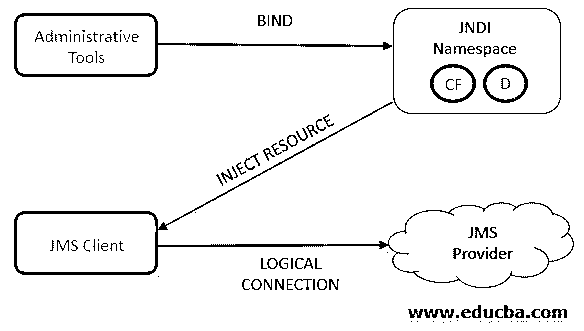 Administrative
Tools
BIND
JNDI
Namespace
CF
D
INJECT RESOURCE
JMS Client
LOGICAL
CONNECTION
JMS
Provider
www.educba.com